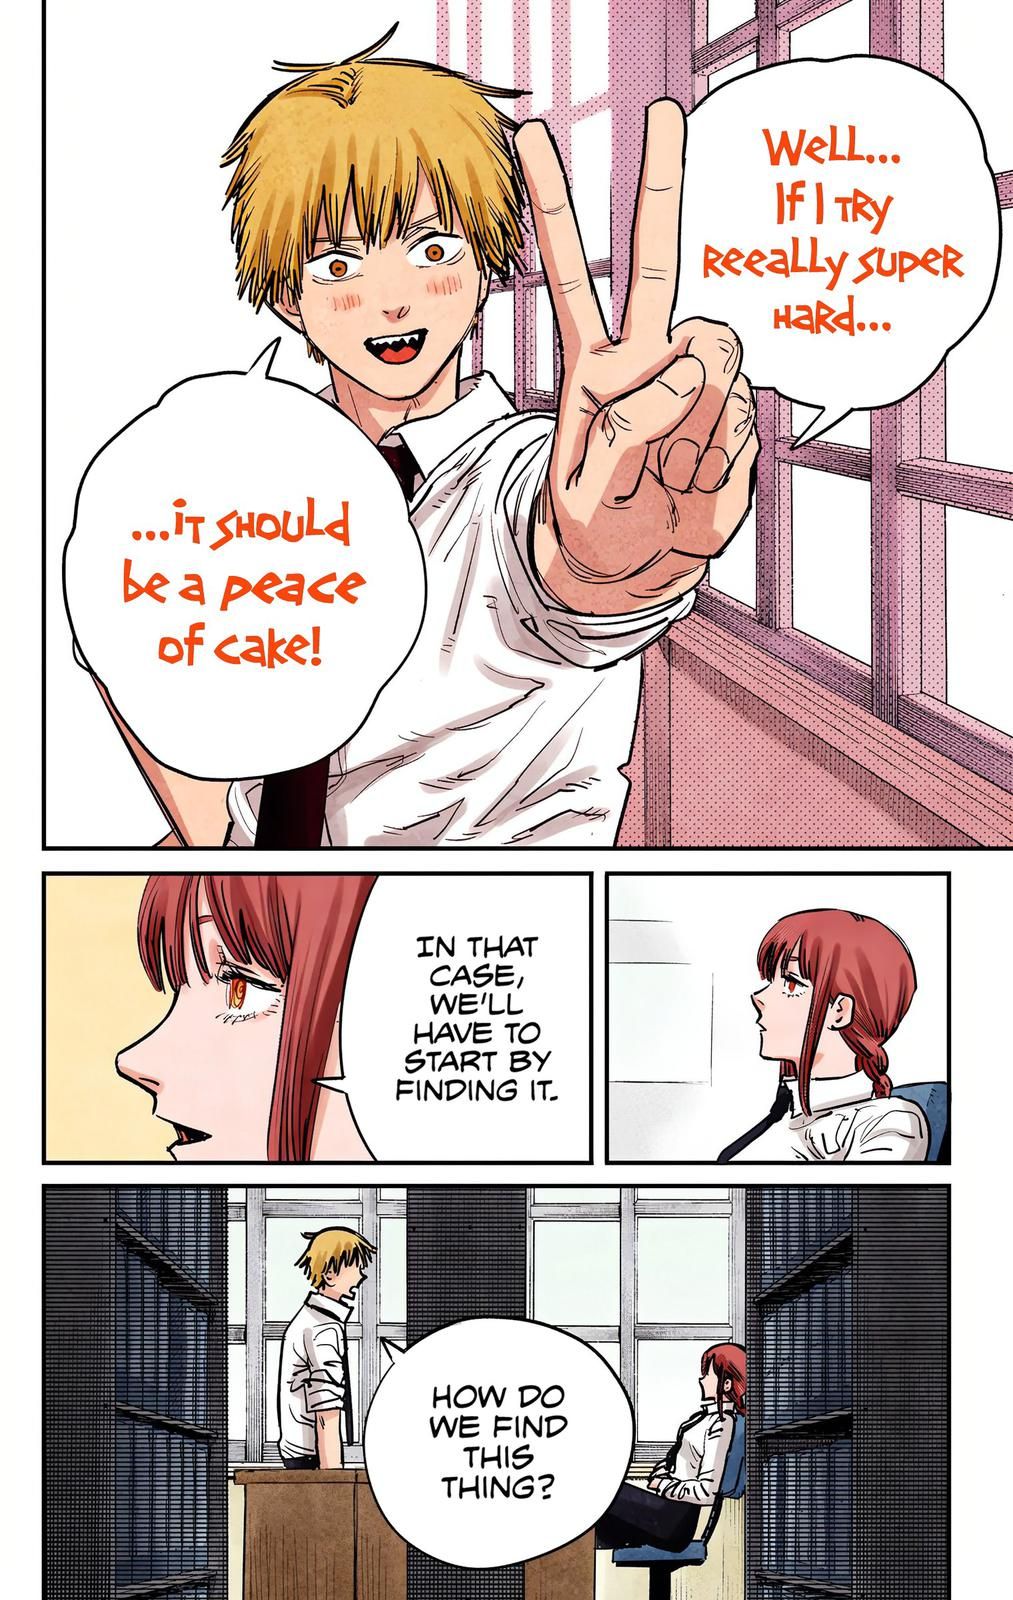 WELL...
IF I TRY
REEEALLY SUPER
HARD...
...IT SHOULD
BE A PEACE
OF CAKE!
IN THAT
CASE,
WE'LL
HAVE TO
START BY
FINDING IT.
HOW DO
WE FIND
THIS
THING?